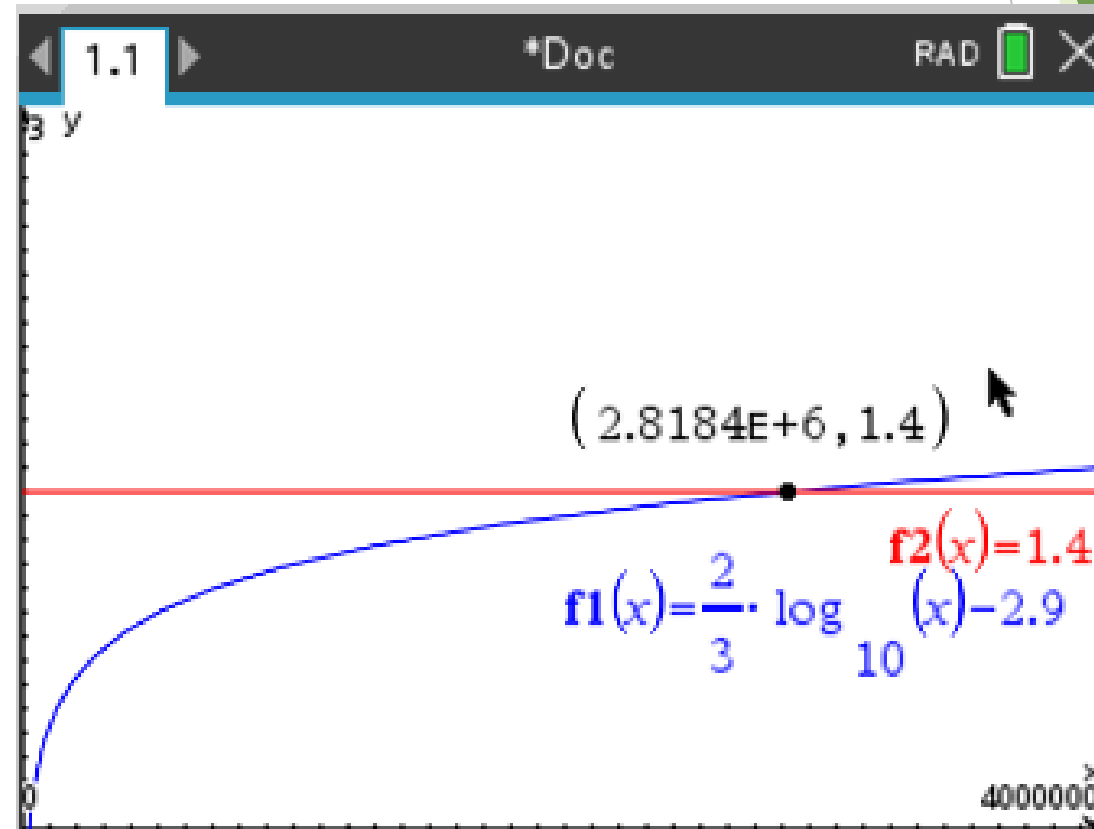 1.1 *Doc RAD
3 y
(2.8184E+6,1.4)
f2(x)=1.4
f1(x)=2/3· log₁₀(x)−2.9
x
0 4000000